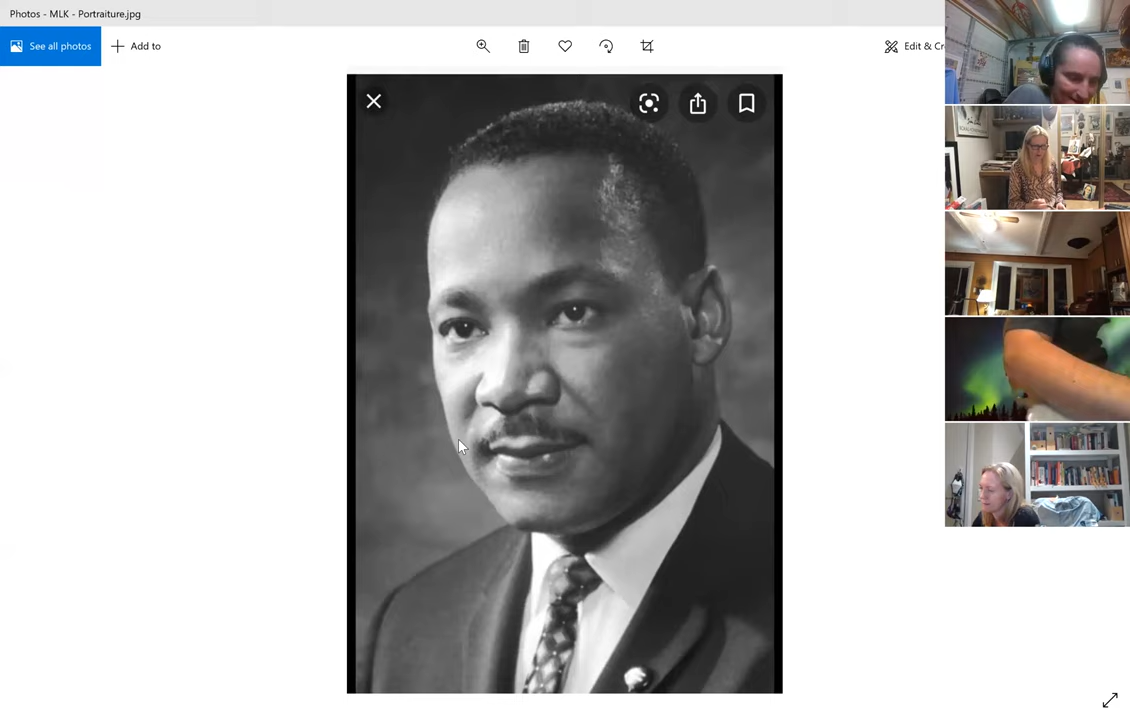 Photos - MLK - Portraiture.jpg
See all photos
Add to
Edit & Cr